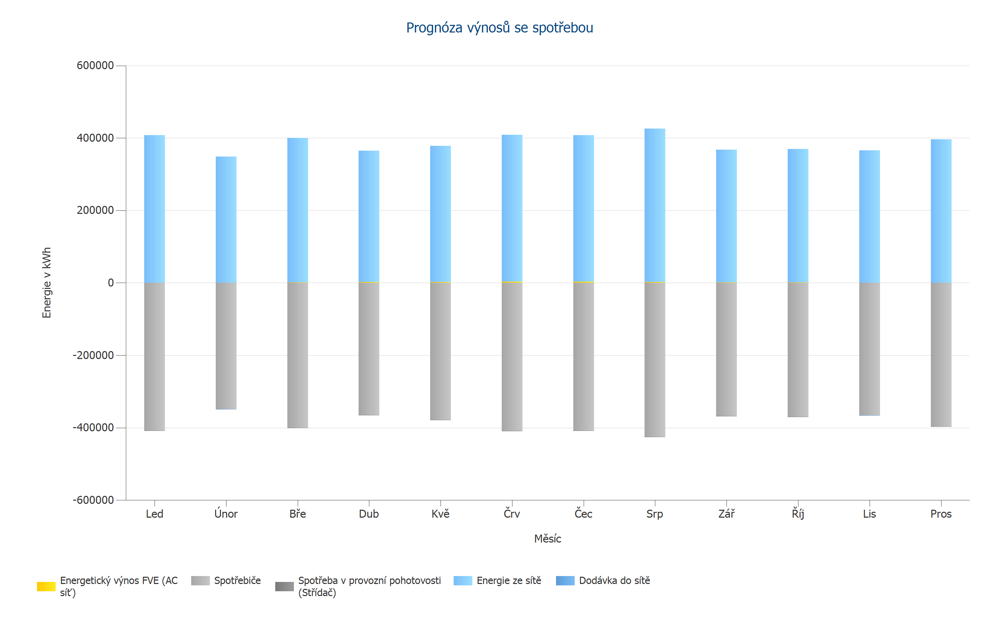 Prognóza výnosů se spotřebou
600000
400000
200000
0
-200000
-400000
-600000
Energie v kWh
Led Únor Bře Dub Kvě Črv Čec Srp Zář Říj Lis Pros
Měsíc
Energetický výnos FVE (AC
síť)
Spotřebiče
Spotřeba v provozní pohotovosti
(Střídač)
Energie ze sítě
Dodávka do sítě